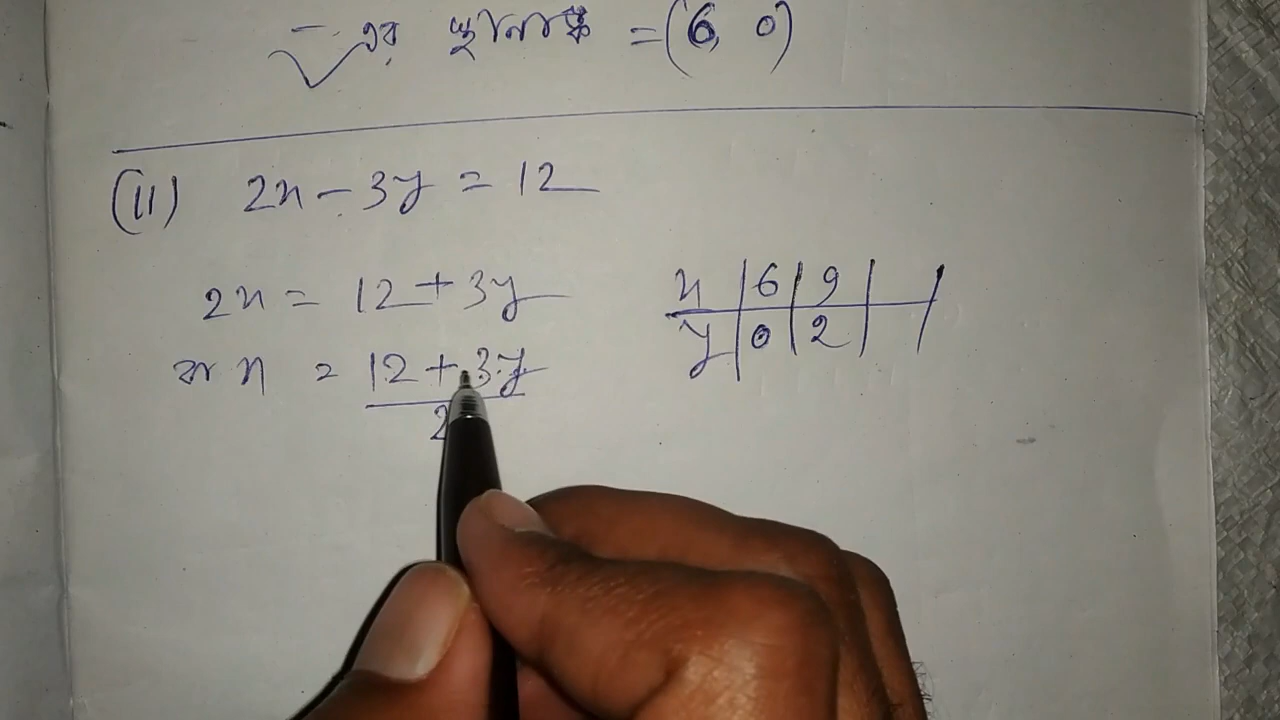 এর স্থানাঙ্ক = (6, 0)
(ii) 2x - 3y = 12
2x = 12 + 3y
বা x = 12 + 3y / 2
x | 6 | 9 | |
y | 0 | 2 | |